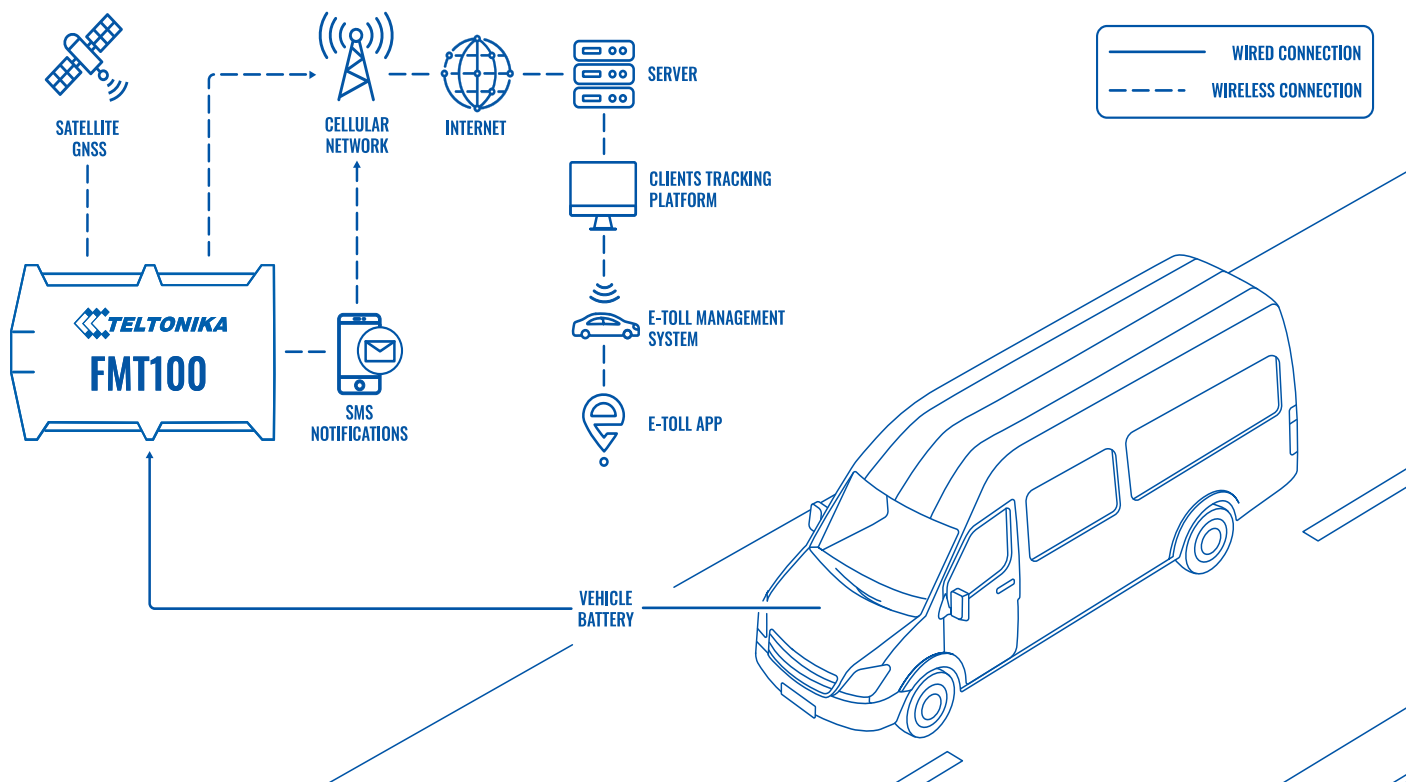 WIRED CONNECTION
WIRELESS CONNECTION
SATELLITE
GNSS
CELLULAR
NETWORK
INTERNET
SERVER
CLIENTS TRACKING
PLATFORM
TELTONIKA
FMT100
SMS
NOTIFICATIONS
E-TOLL MANAGEMENT
SYSTEM
E-TOLL APP
VEHICLE
BATTERY